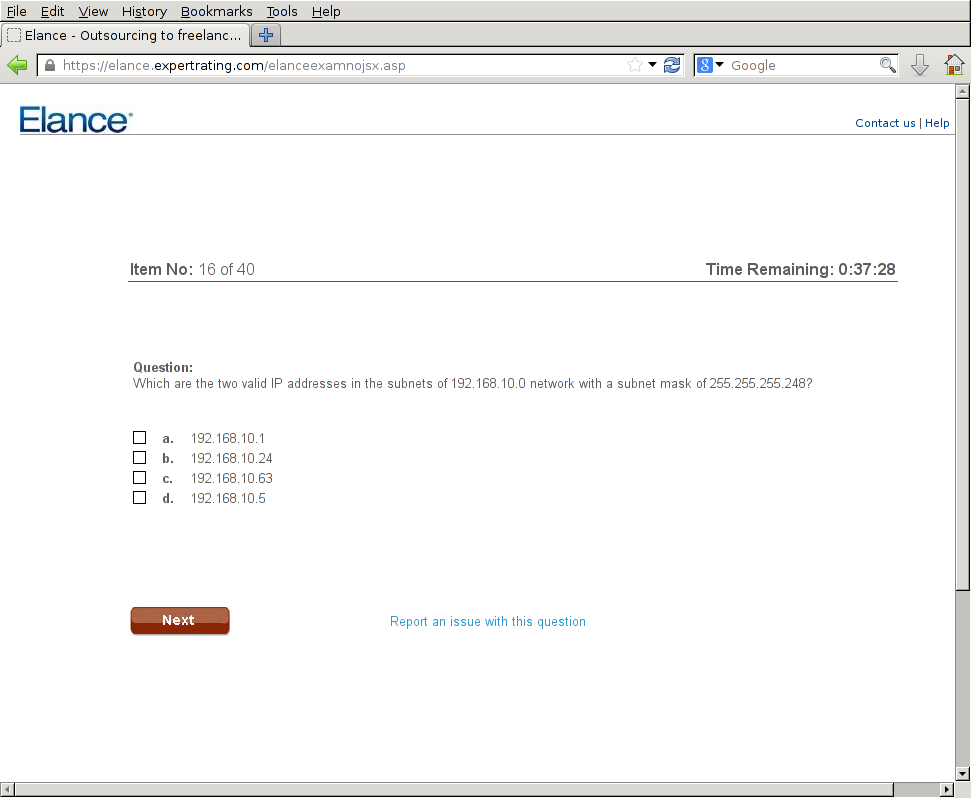 File Edit View History Bookmarks Tools Help
Elance - Outsourcing to freelanc...
https://elance.expertrating.com/elanceexamnojsx.asp
8 Google
Elance
Contact us | Help
Item No: 16 of 40 Time Remaining: 0:37:28
Question:
Which are the two valid IP addresses in the subnets of 192.168.10.0 network with a subnet mask of 255.255.255.248?
a. 192.168.10.1
b. 192.168.10.24
c. 192.168.10.63
d. 192.168.10.5
Next Report an issue with this question